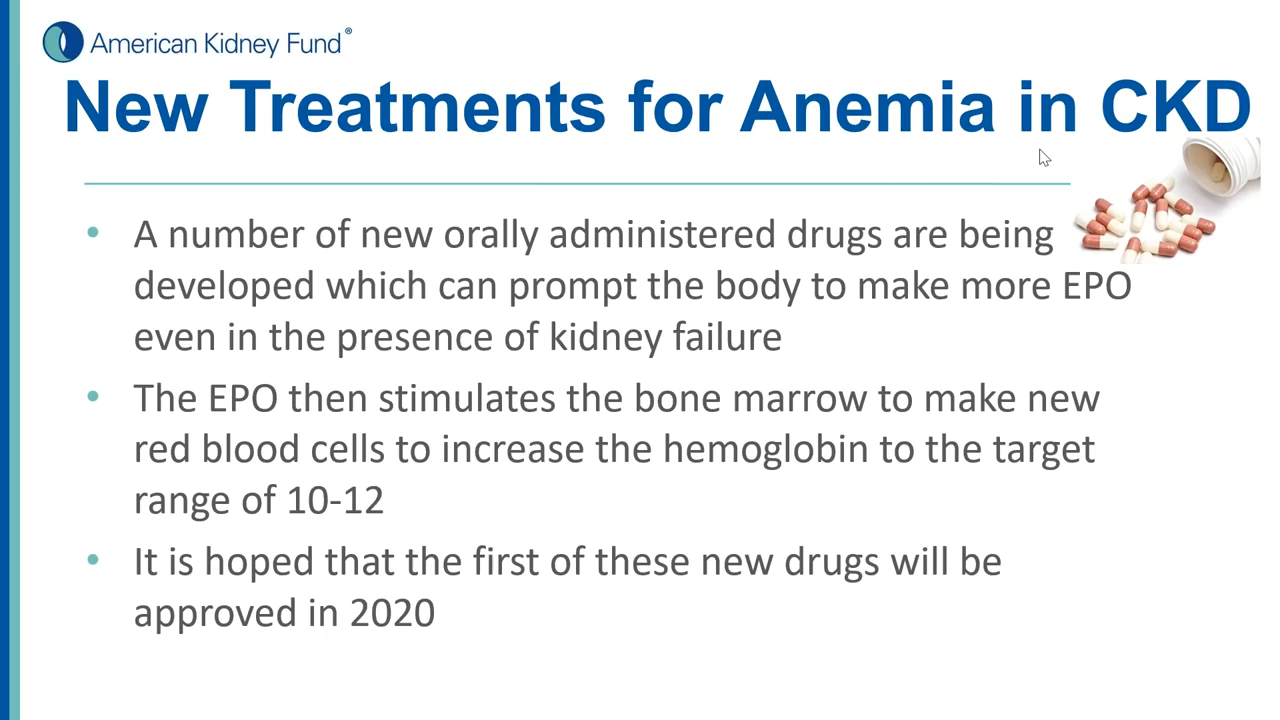 American Kidney Fund®
New Treatments for Anemia in CKD
• A number of new orally administered drugs are being
developed which can prompt the body to make more EPO
even in the presence of kidney failure
• The EPO then stimulates the bone marrow to make new
red blood cells to increase the hemoglobin to the target
range of 10-12
• It is hoped that the first of these new drugs will be
approved in 2020